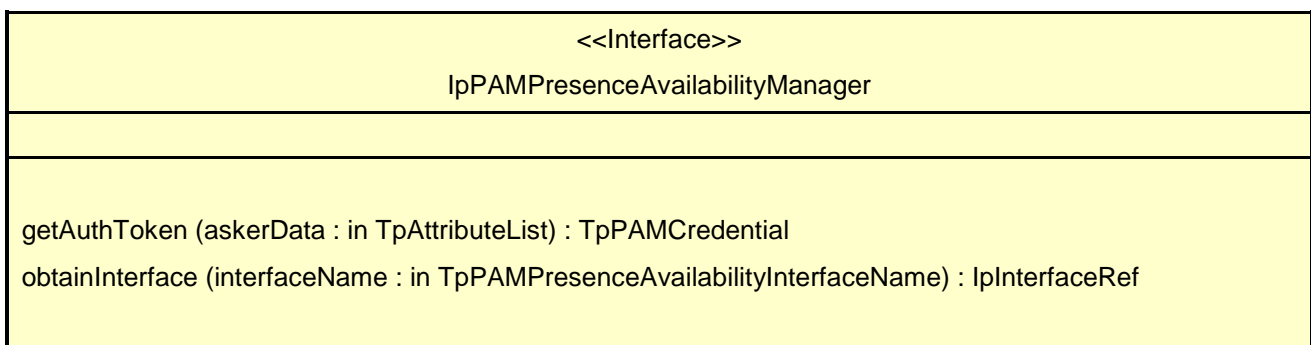 <<Interface>>
IpPAMPresenceAvailabilityManager
getAuthToken (askerData : in TpAttributeList) : TpPAMCredential
obtainInterface (interfaceName : in TpPAMPresenceAvailabilityInterfaceName) : IpInterfaceRef